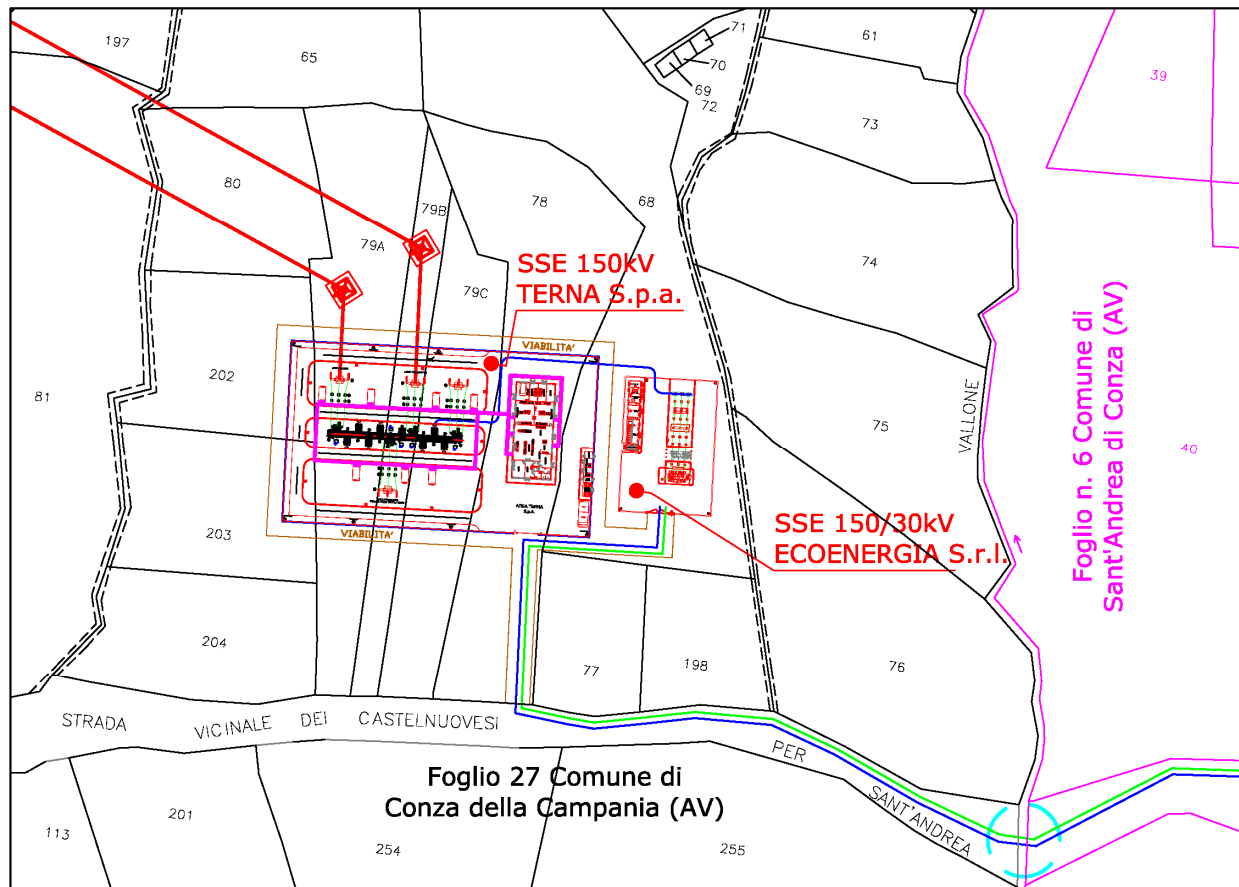 197
65
71
70
69
72
61
39
73
80
79B
78
68
79A
74
79C
SSE 150kV
TERNA S.p.a.
VIABILITA'
Foglio n. 6 Comune di
Sant'Andrea di Conza (AV)
81
202
VALLONE
75
40
AREA TERNA
S.p.A.
203
VIABILITA'
SSE 150/30kV
ECOENERGIA S.r.l.
204
77
198
76
STRADA VICINALE DEI CASTELNUOVESI PER SANT'ANDREA
Foglio 27 Comune di
Conza della Campania (AV)
113
201
254
255